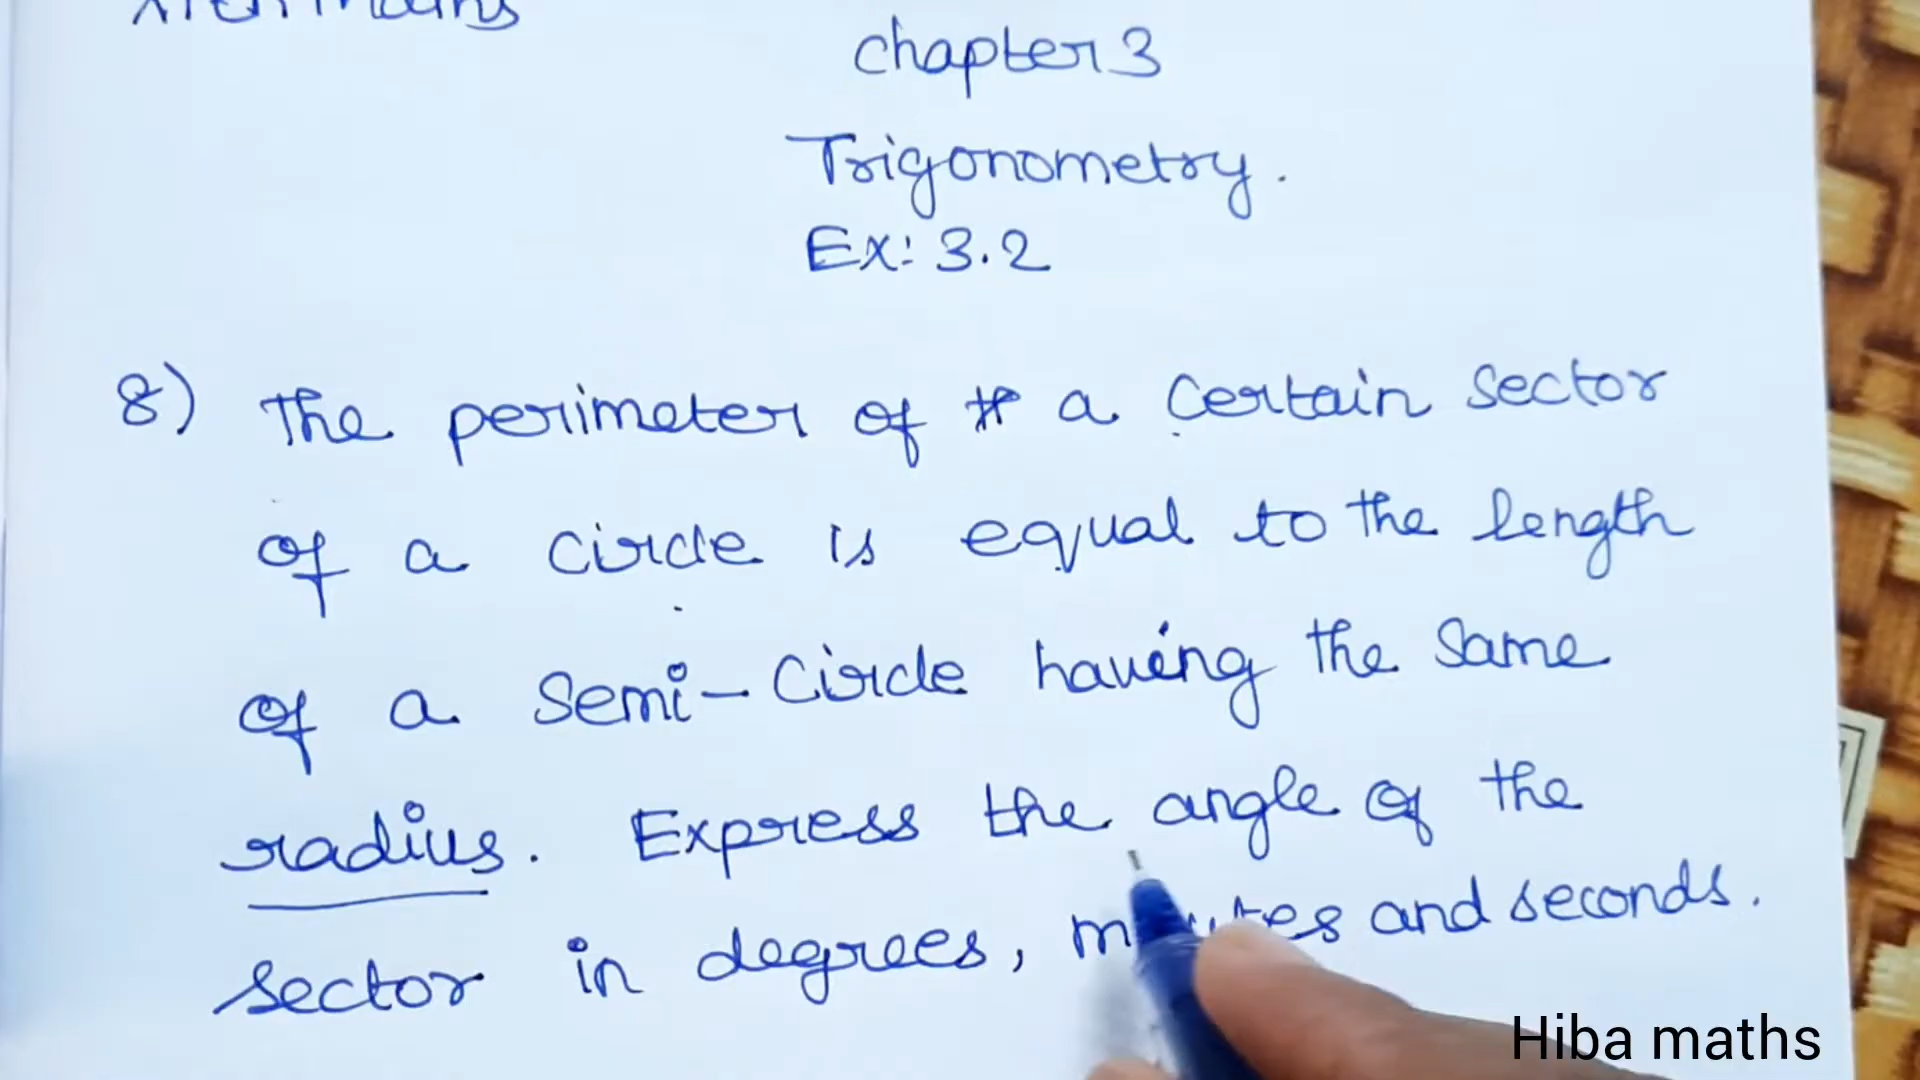 Maths
Chapter 3
Trigonometry.
Ex: 3.2
8) The perimeter of a certain sector
of a circle is equal to the length
of a semi-circle having the same
radius. Express the angle of the
sector in degrees, minutes and seconds.
Hiba maths